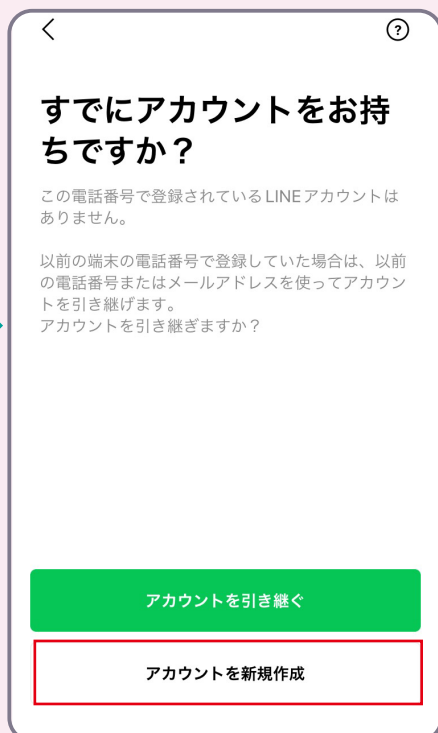 すでにアカウントをお持
ちですか？
この電話番号で登録されているLINEアカウントは
ありません。
以前の端末の電話番号で登録していた場合は、以前
の電話番号またはメールアドレスを使ってアカウン
トを引き継げます。
アカウントを引き継ぎますか？
アカウントを引き継ぐ
アカウントを新規作成